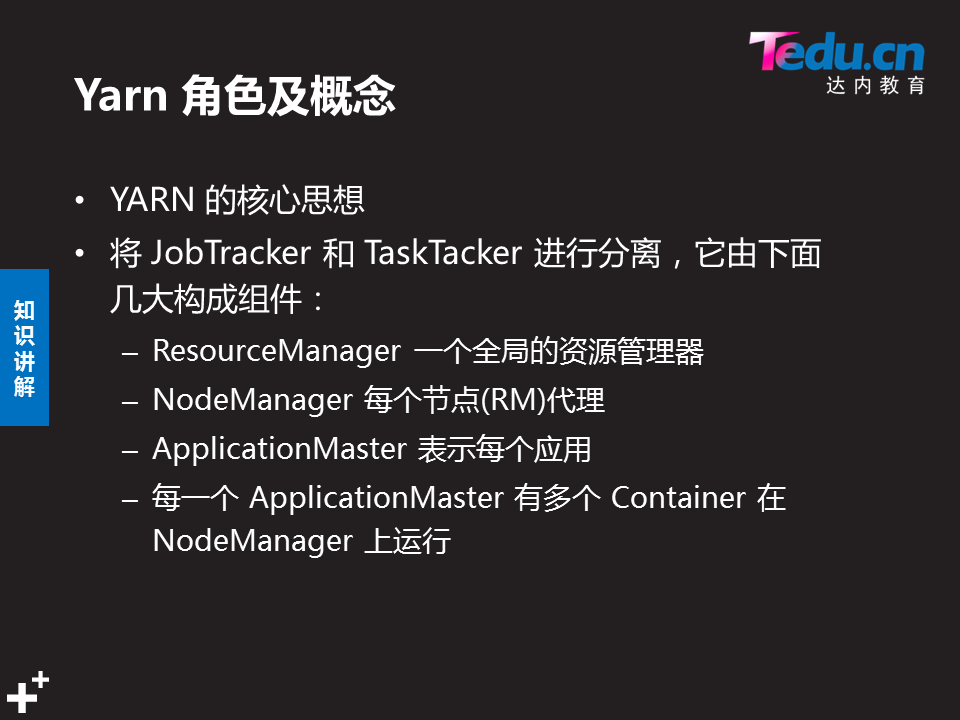 Tedu.cn
达内教育
Yarn 角色及概念
• YARN 的核心思想
• 将 JobTracker 和 TaskTacker 进行分离，它由下面
几大构成组件：
– ResourceManager 一个全局的资源管理器
– NodeManager 每个节点(RM)代理
– ApplicationMaster 表示每个应用
– 每一个 ApplicationMaster 有多个 Container 在
NodeManager 上运行
知
识
讲
解